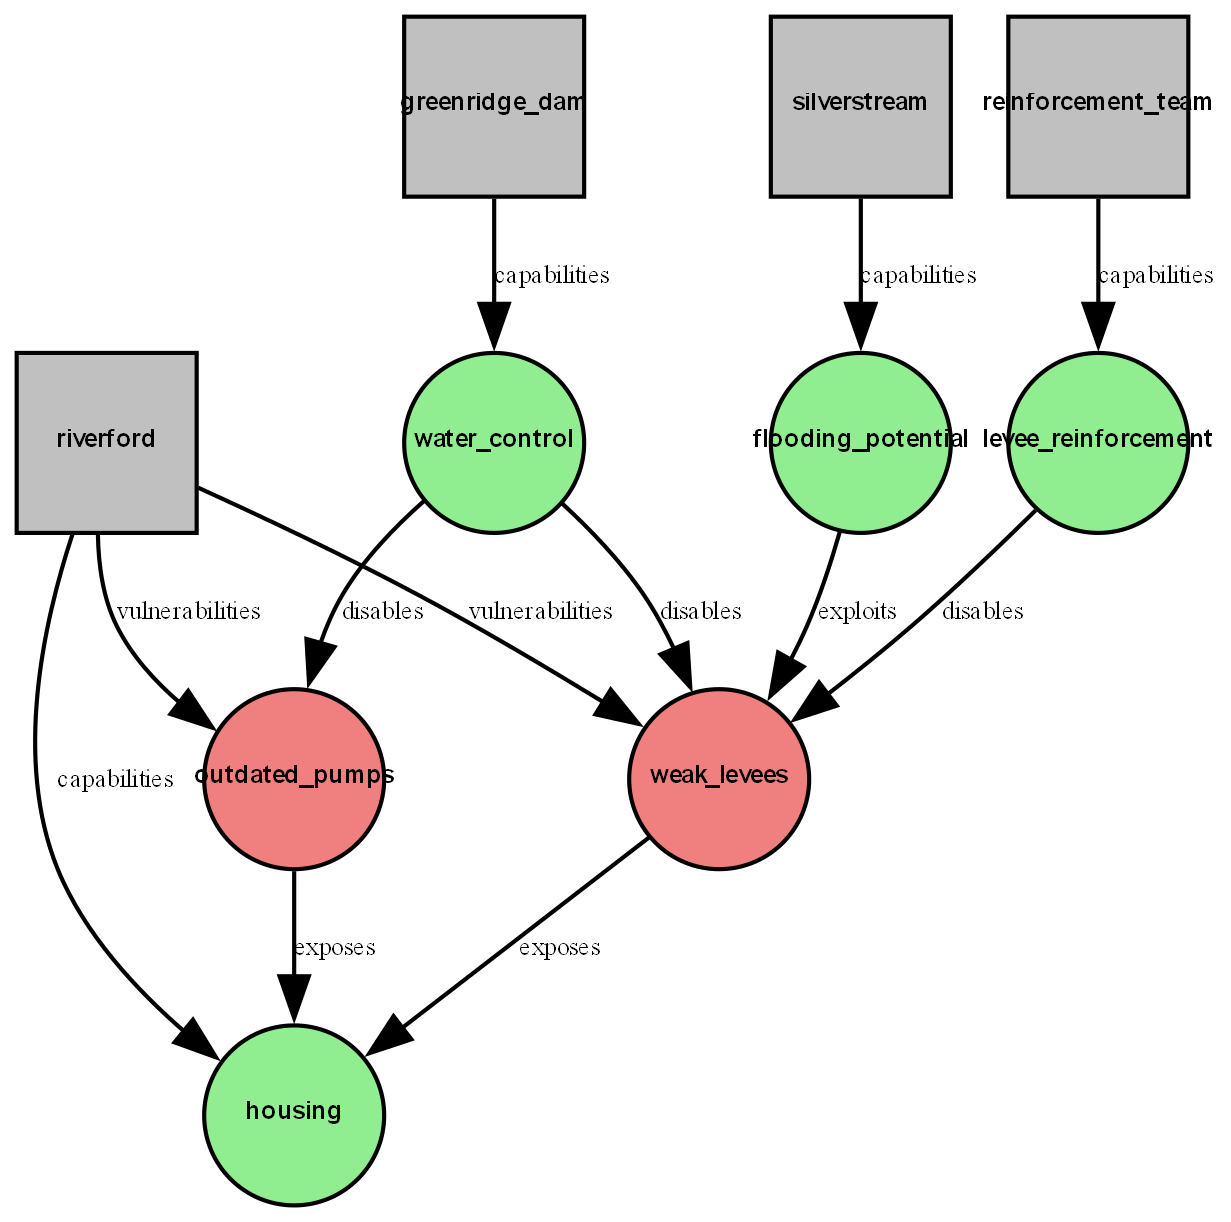 greenridge_dam
silverstream
reinforcement_team
capabilities
capabilities
capabilities
riverford
water_control
flooding_potential
levee_reinforcement
vulnerabilities
disables
vulnerabilities
disables
exploits
disables
capabilities
outdated_pumps
weak_levees
exposes
exposes
housing